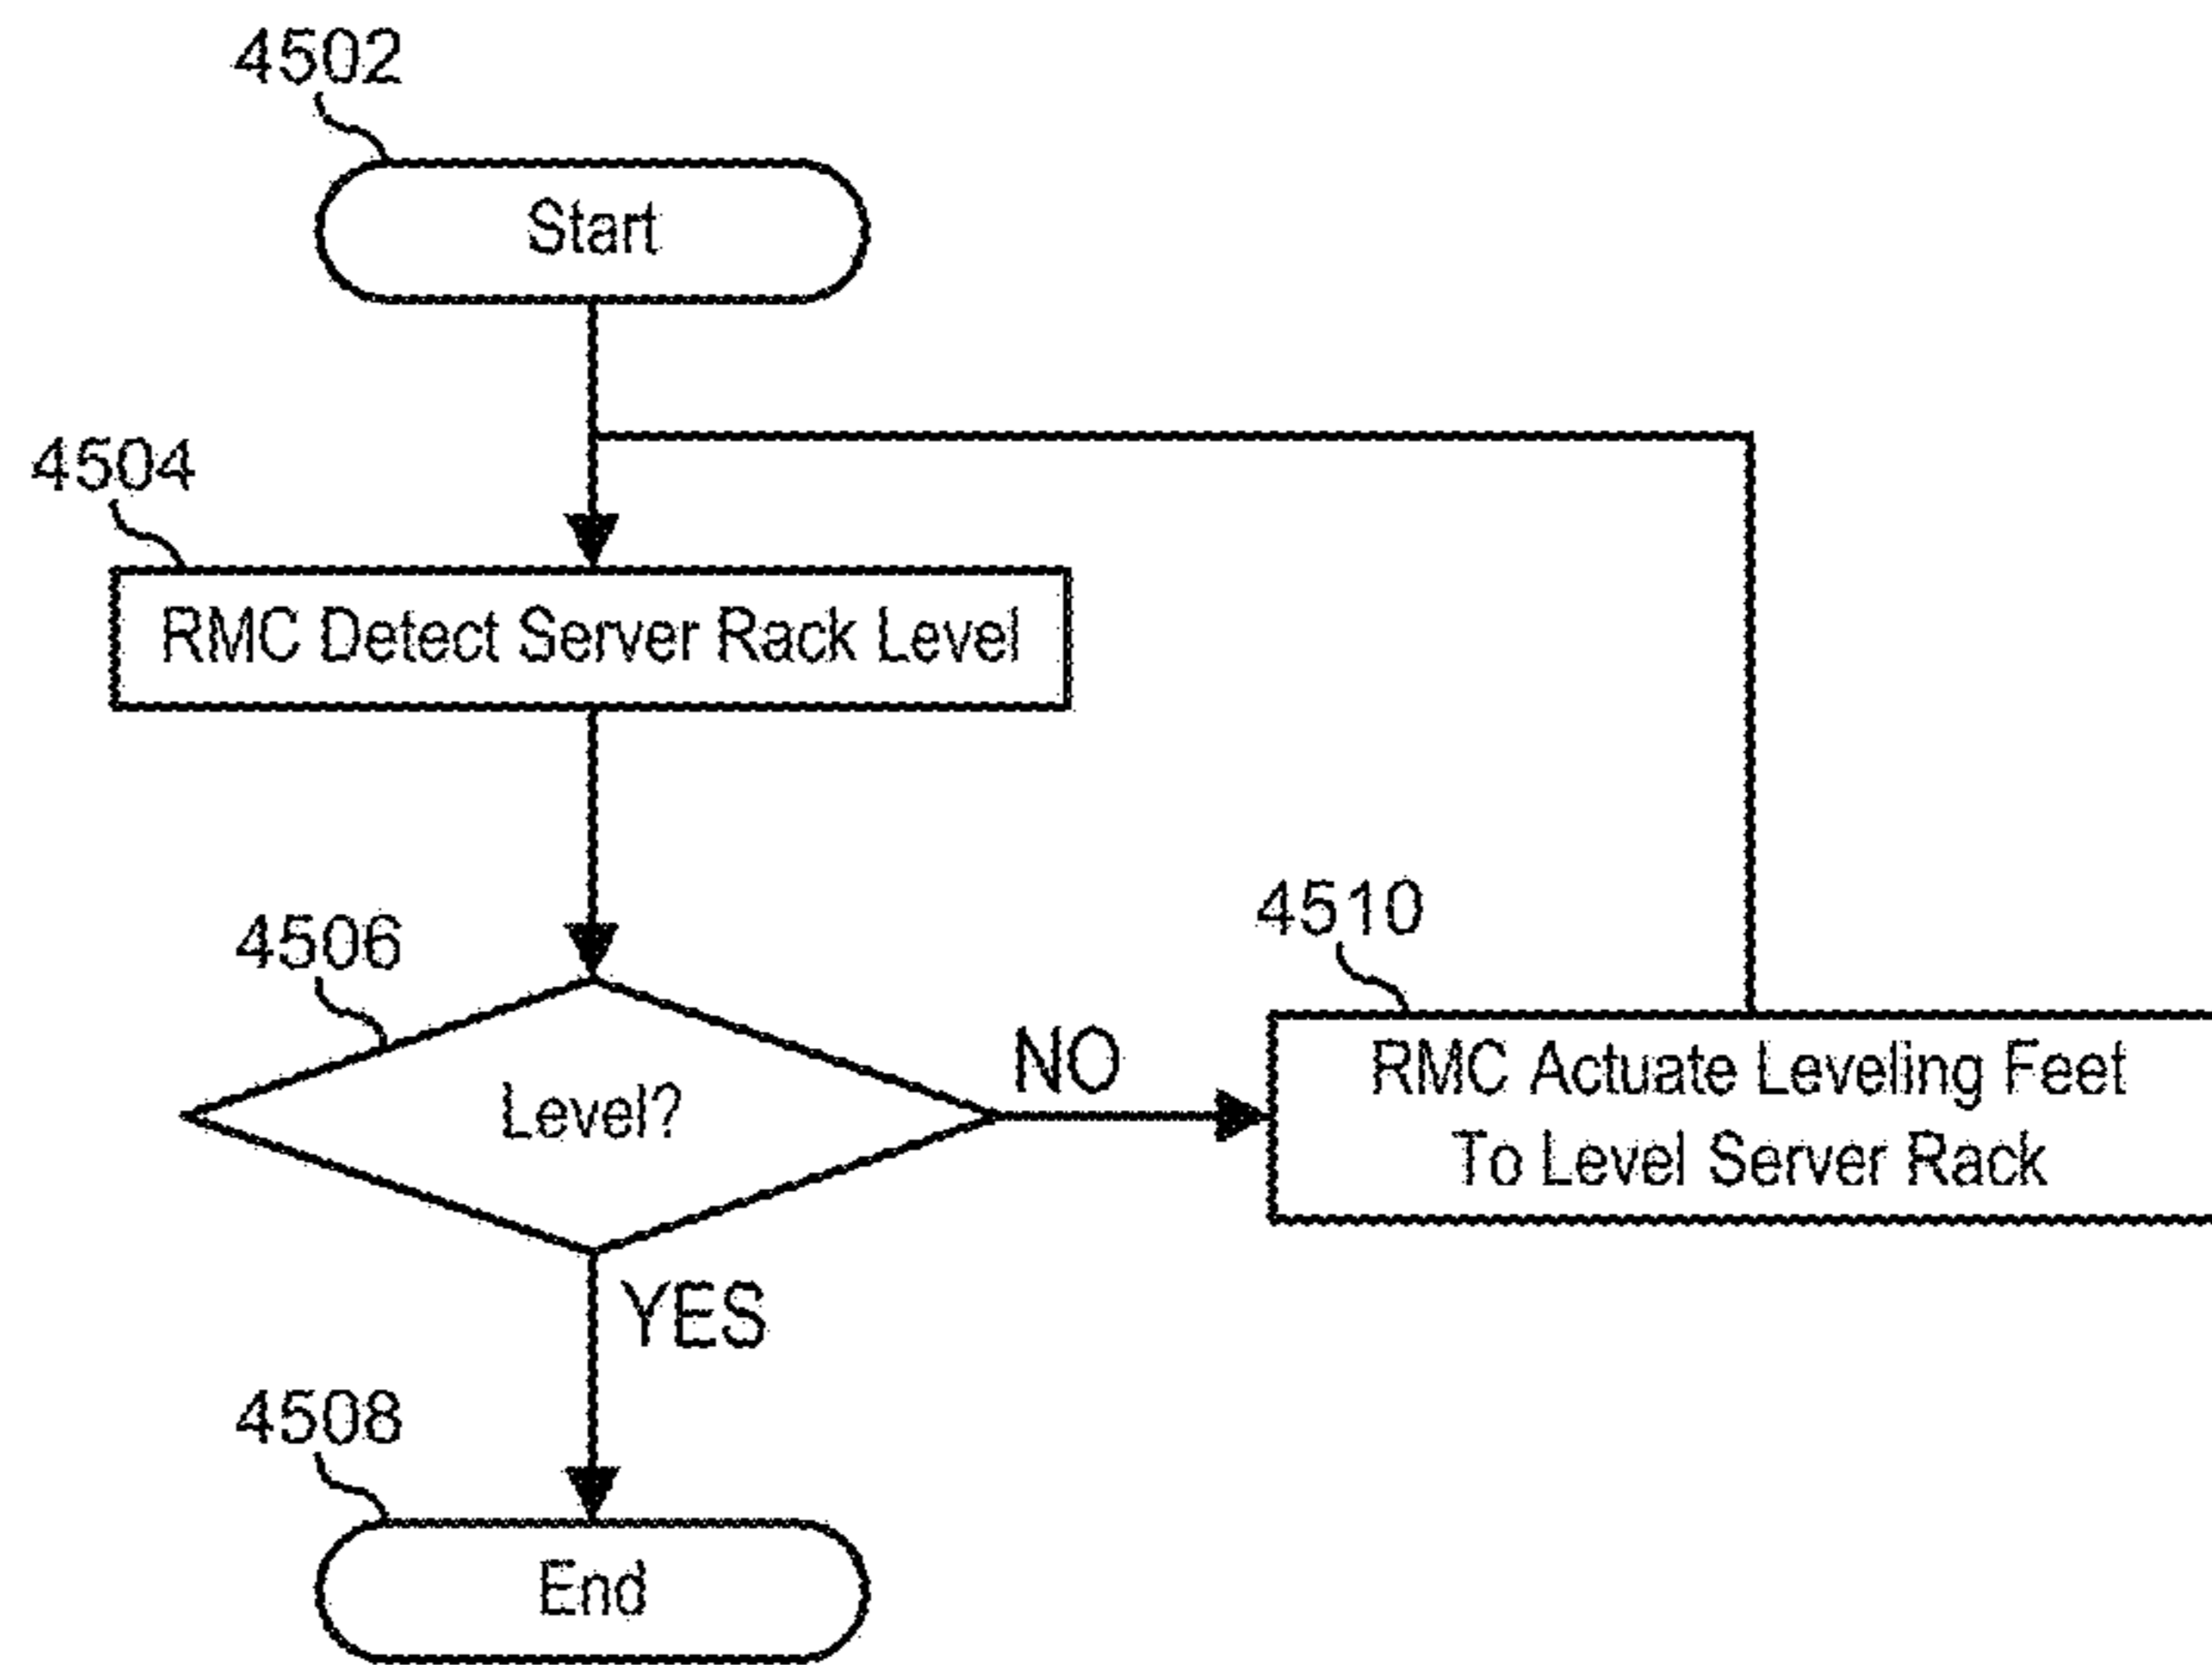 4502
Start
4504
RMC Detect Server Rack Level
4506
Level?
NO
4510
RMC Actuate Leveling Feet
To Level Server Rack
YES
4508
End